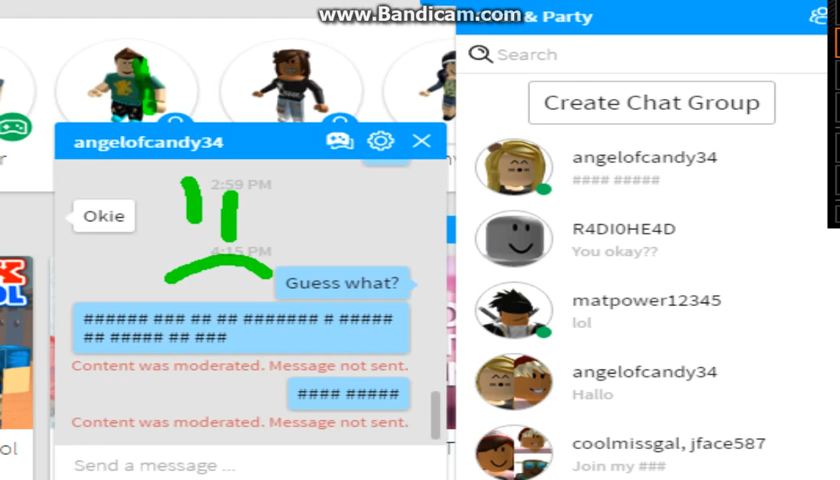 www.Bandicam.com
& Party
Search
Create Chat Group
angelofcandy34
2:59 PM
Okie
4:15 PM
Guess what?
###### ### ## ## ####### # #####
## ##### ## ###
Content was moderated. Message not sent.
#### #####
Content was moderated. Message not sent.
Send a message ...
angelofcandy34
#### #####
R4DI0HE4D
You okay??
matpower12345
lol
angelofcandy34
Hallo
coolmissgal, jface587
Join my ###